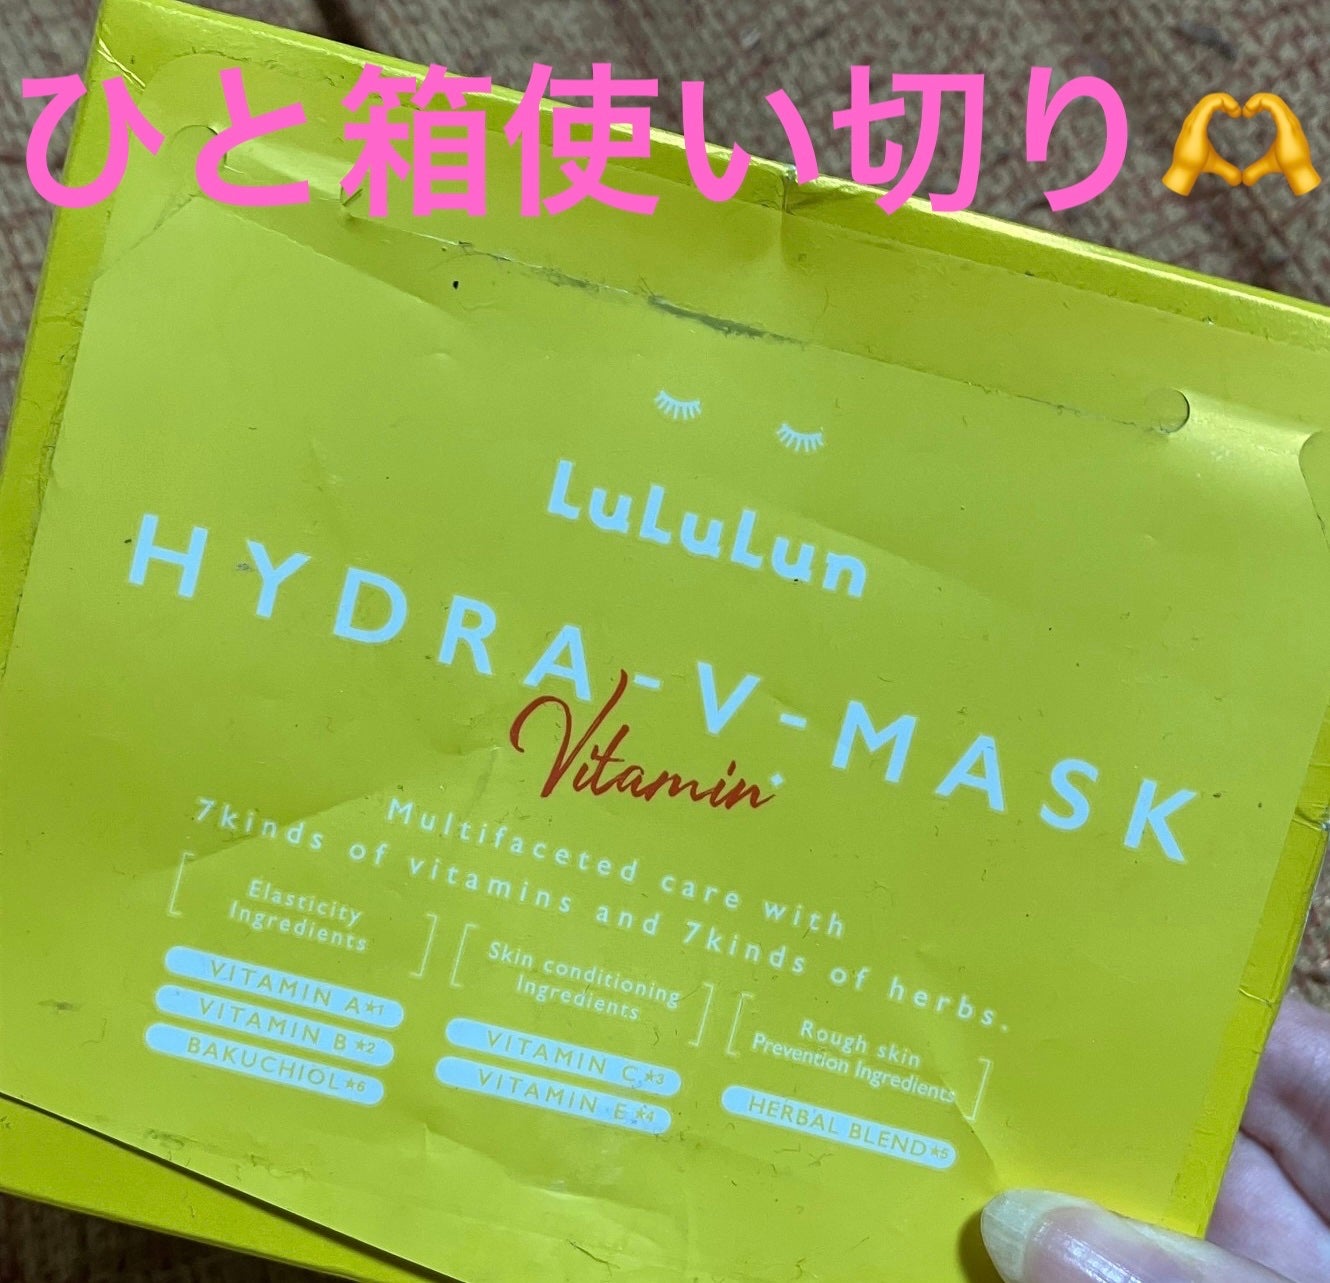 ひと箱使い切り🫶
LuLuLun
HYDRA-V-MASK
Vitamin
Multifaceted care with
7kinds of vitamins and 7kinds of herbs.
Elasticity
Ingredients
VITAMIN A★1
VITAMIN B★2
BAKUCHIOL★6
Skin conditioning
Ingredients
VITAMIN C★3
VITAMIN E★4
Rough skin
Prevention Ingredients
HERBAL BLEND★5